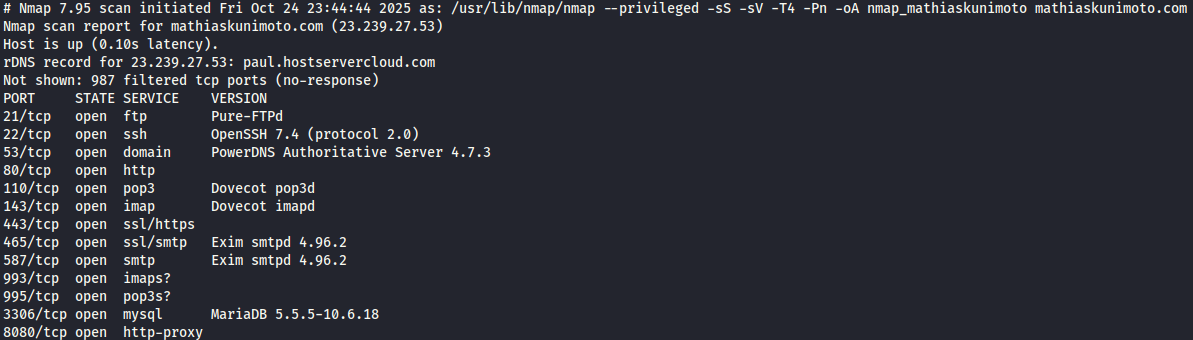 # Nmap 7.95 scan initiated Fri Oct 24 23:44:44 2025 as: /usr/lib/nmap/nmap --privileged -sS -sV -T4 -Pn -oA nmap_mathiaskunimoto mathiaskunimoto.com
Nmap scan report for mathiaskunimoto.com (23.239.27.53)
Host is up (0.10s latency).
rDNS record for 23.239.27.53: paul.hostservercloud.com
Not shown: 987 filtered tcp ports (no-response)
PORT     STATE SERVICE    VERSION
21/tcp   open  ftp        Pure-FTPd
22/tcp   open  ssh        OpenSSH 7.4 (protocol 2.0)
53/tcp   open  domain     PowerDNS Authoritative Server 4.7.3
80/tcp   open  http
110/tcp  open  pop3       Dovecot pop3d
143/tcp  open  imap       Dovecot imapd
443/tcp  open  ssl/https
465/tcp  open  ssl/smtp   Exim smtpd 4.96.2
587/tcp  open  smtp       Exim smtpd 4.96.2
993/tcp  open  imaps?
995/tcp  open  pop3s?
3306/tcp open  mysql      MariaDB 5.5.5-10.6.18
8080/tcp open  http-proxy